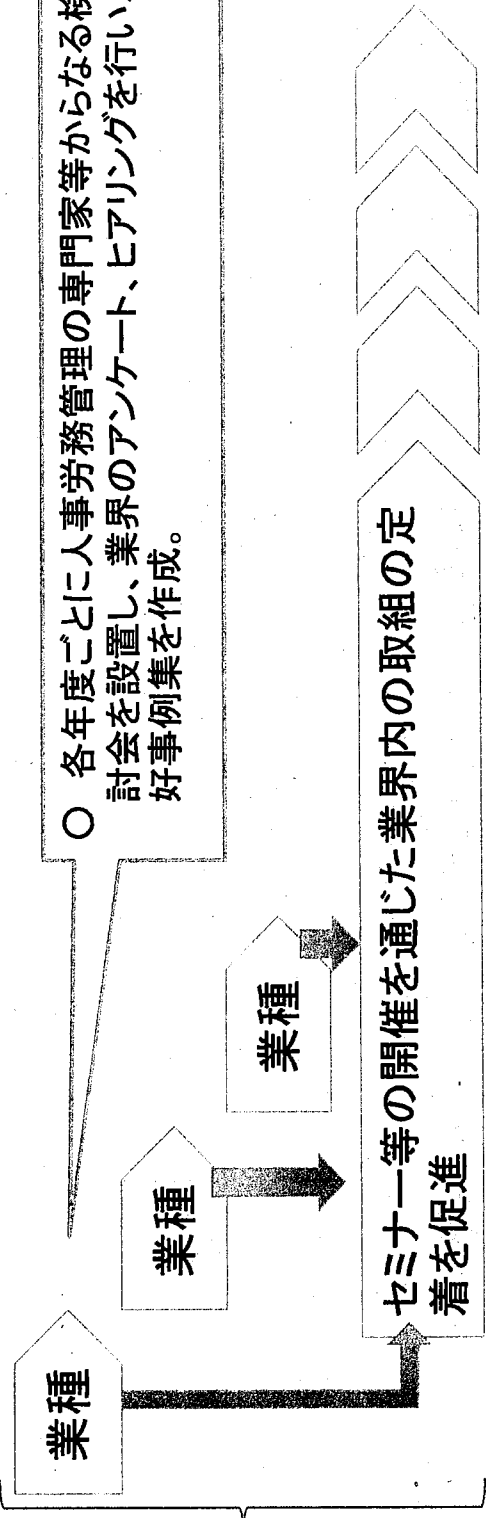 業種
○ 各年度ごとに人事労務管理の専門家等からなる検
討会を設置し、業界のアンケート、ヒアリングを行い、
好事例集を作成。
業種
業種
セミナー等の開催を通じた業界内の取組の定
着を促進